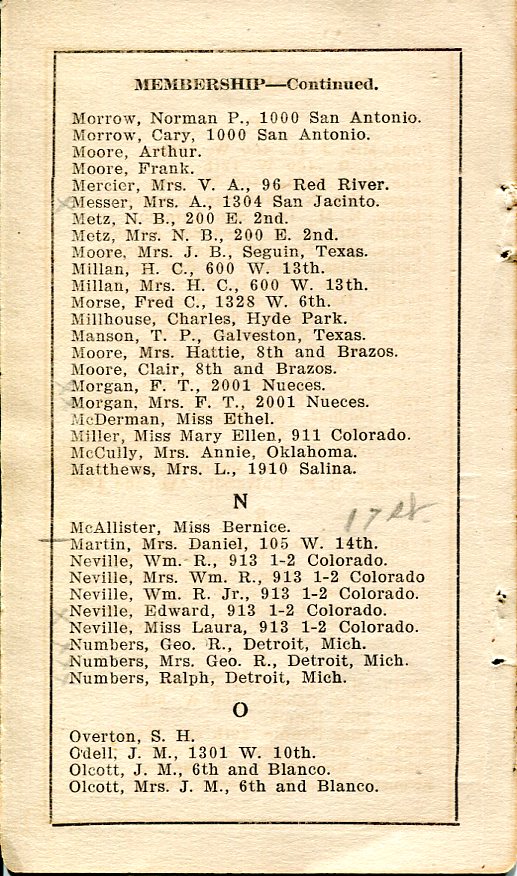 MEMBERSHIP—Continued.
Morrow, Norman P., 1000 San Antonio.
Morrow, Cary, 1000 San Antonio.
Moore, Arthur.
Moore, Frank.
Mercier, Mrs. V. A., 96 Red River.
Messer, Mrs. A., 1304 San Jacinto.
Metz, N. B., 200 E. 2nd.
Metz, Mrs. N. B., 200 E. 2nd.
Moore, Mrs. J. B., Seguin, Texas.
Millan, H. C., 600 W. 13th.
Millan, Mrs. H. C., 600 W. 13th.
Morse, Fred C., 1328 W. 6th.
Millhouse, Charles, Hyde Park.
Manson, T. P., Galveston, Texas.
Moore, Mrs. Hattie, 8th and Brazos.
Moore, Clair, 8th and Brazos.
Morgan, F. T., 2001 Nueces.
Morgan, Mrs. F. T., 2001 Nueces.
McDerman, Miss Ethel.
Miller, Miss Mary Ellen, 911 Colorado.
McCully, Mrs. Annie, Oklahoma.
Matthews, Mrs. L., 1910 Salina.
N
17 St.
McAllister, Miss Bernice.
Martin, Mrs. Daniel, 105 W. 14th.
Neville, Wm. R., 913 1-2 Colorado.
Neville, Mrs. Wm. R., 913 1-2 Colorado
Neville, Wm. R. Jr., 913 1-2 Colorado.
Neville, Edward, 913 1-2 Colorado.
Neville, Miss Laura, 913 1-2 Colorado.
Numbers, Geo. R., Detroit, Mich.
Numbers, Mrs. Geo. R., Detroit, Mich.
Numbers, Ralph, Detroit, Mich.
O
Overton, S. H.
Odell, J. M., 1301 W. 10th.
Olcott, J. M., 6th and Blanco.
Olcott, Mrs. J. M., 6th and Blanco.